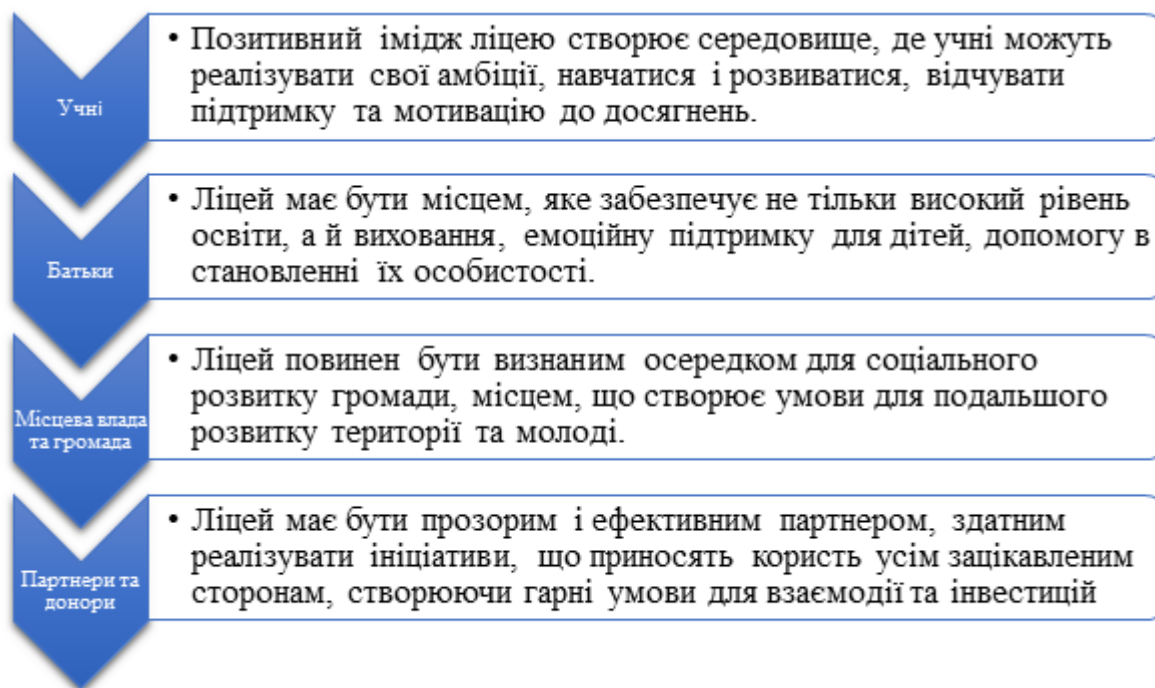 Учні
• Позитивний імідж ліцею створює середовище, де учні можуть
реалізувати свої амбіції, навчатися і розвиватися, відчувати
підтримку та мотивацію до досягнень.
Батьки
• Ліцей має бути місцем, яке забезпечує не тільки високий рівень
освіти, а й виховання, емоційну підтримку для дітей, допомогу в
становленні їх особистості.
Місцева влада
та громада
• Ліцей повинен бути визнаним осередком для соціального
розвитку громади, місцем, що створює умови для подальшого
розвитку території та молоді.
Партнери та
донори
• Ліцей має бути прозорим і ефективним партнером, здатним
реалізувати ініціативи, що приносять користь усім зацікавленим
сторонам, створюючи гарні умови для взаємодії та інвестицій